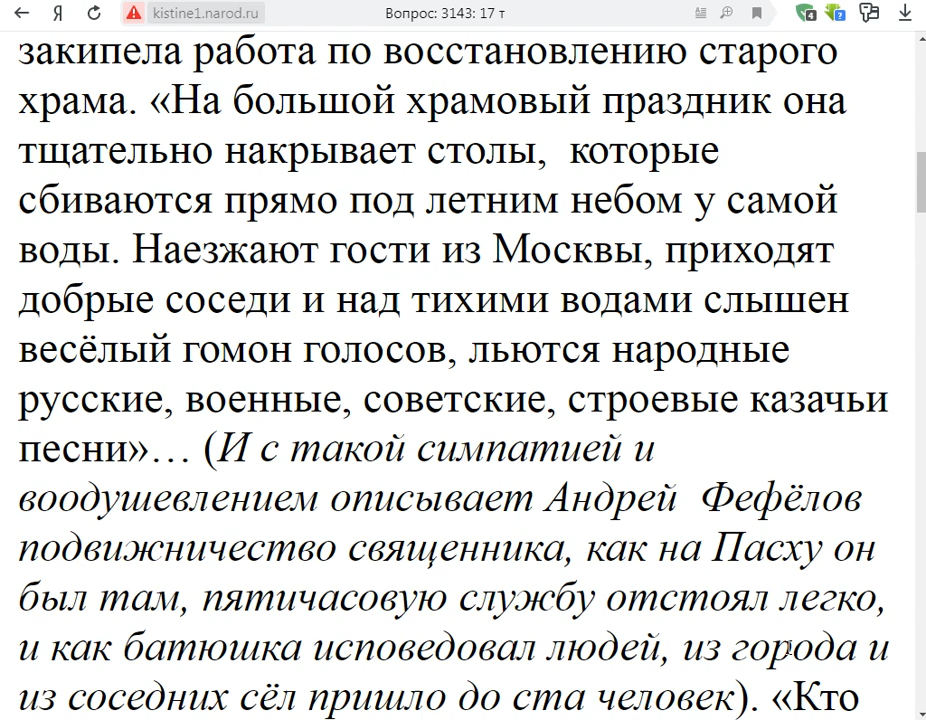 Я kistine1.narod.ru Вопрос: 3143: 17 т 4 ?
закипела работа по восстановлению старого
храма. «На большой храмовый праздник она
тщательно накрывает столы, которые
сбиваются прямо под летним небом у самой
воды. Наезжают гости из Москвы, приходят
добрые соседи и над тихими водами слышен
весёлый гомон голосов, льются народные
русские, военные, советские, строевые казачьи
песни»… (И с такой симпатией и
воодушевлением описывает Андрей Фефёлов
подвижничество священника, как на Пасху он
был там, пятичасовую службу отстоял легко,
и как батюшка исповедовал людей, из города и
из соседних сёл пришло до ста человек). «Кто